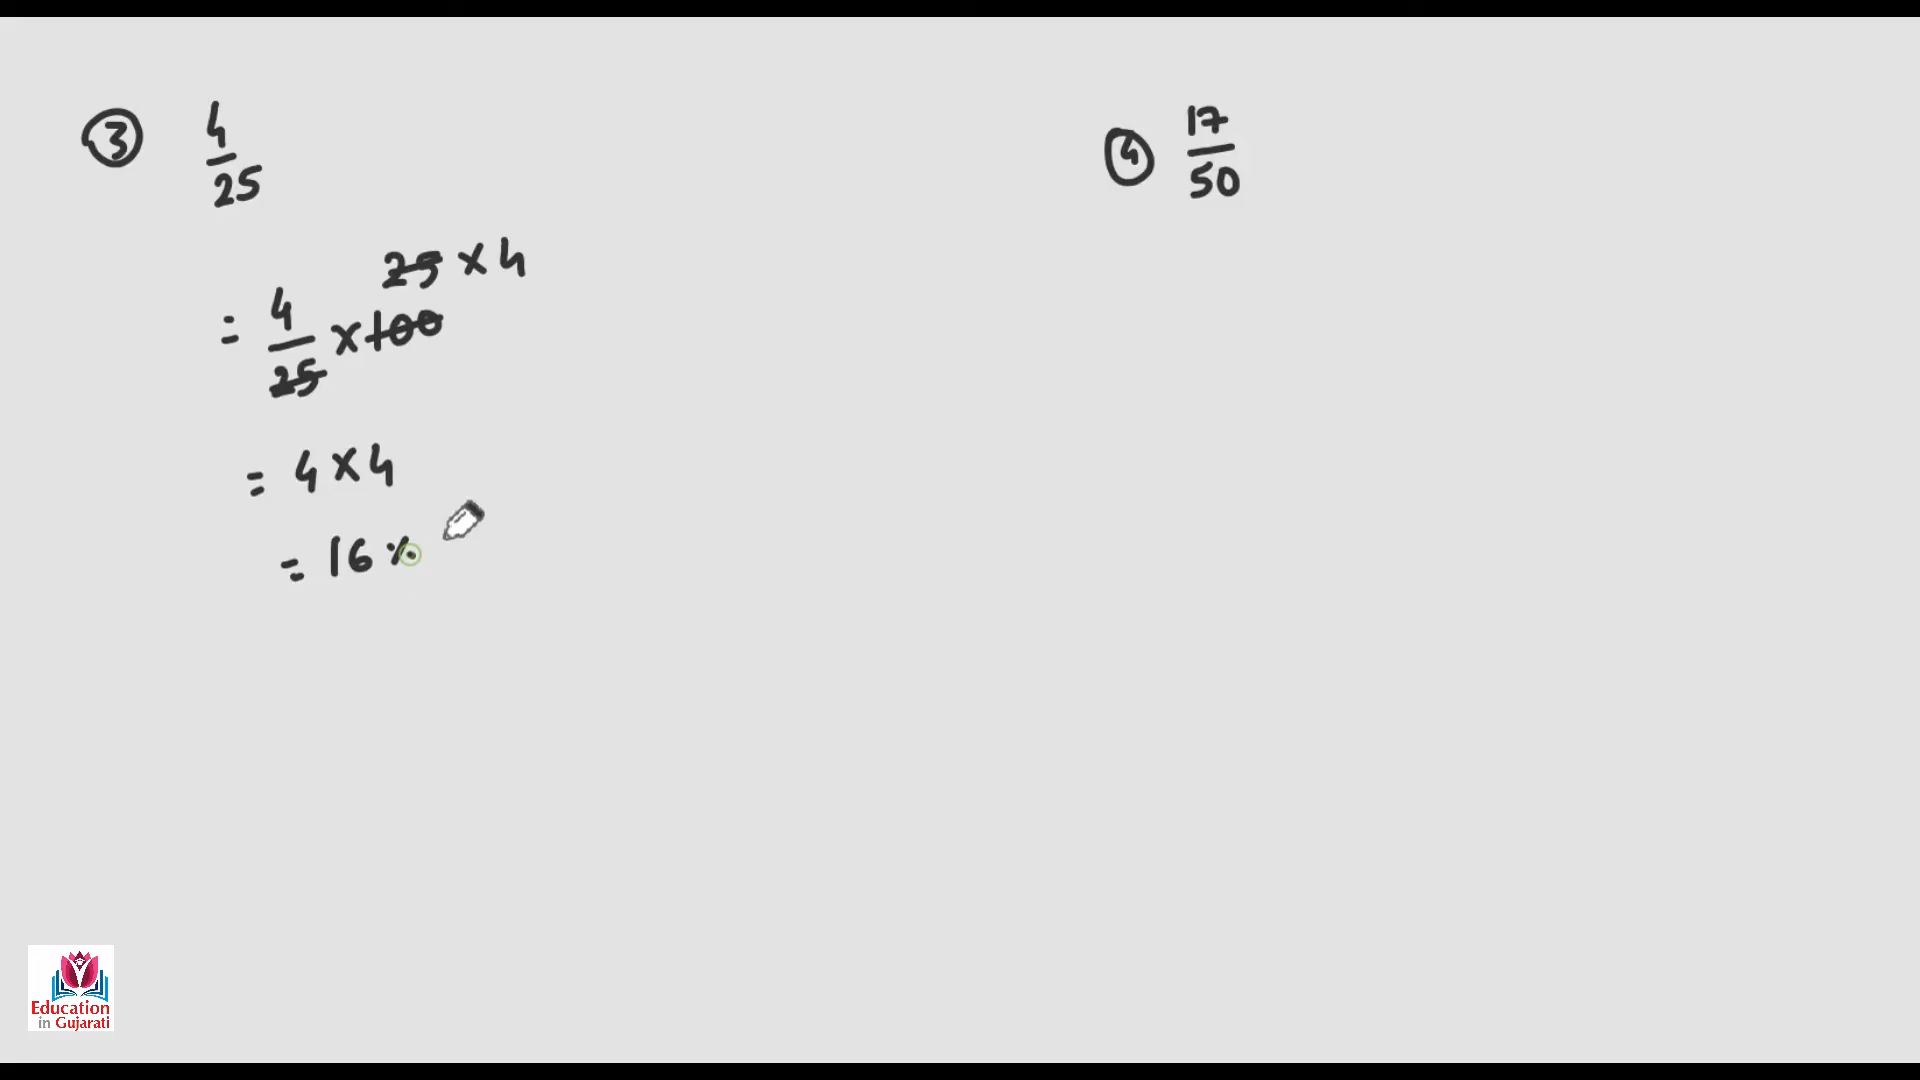 ③ 4/25
= 4/25 × 100
25 × 4
= 4 × 4
= 16 %
④ 17/50
Education
in Gujarati